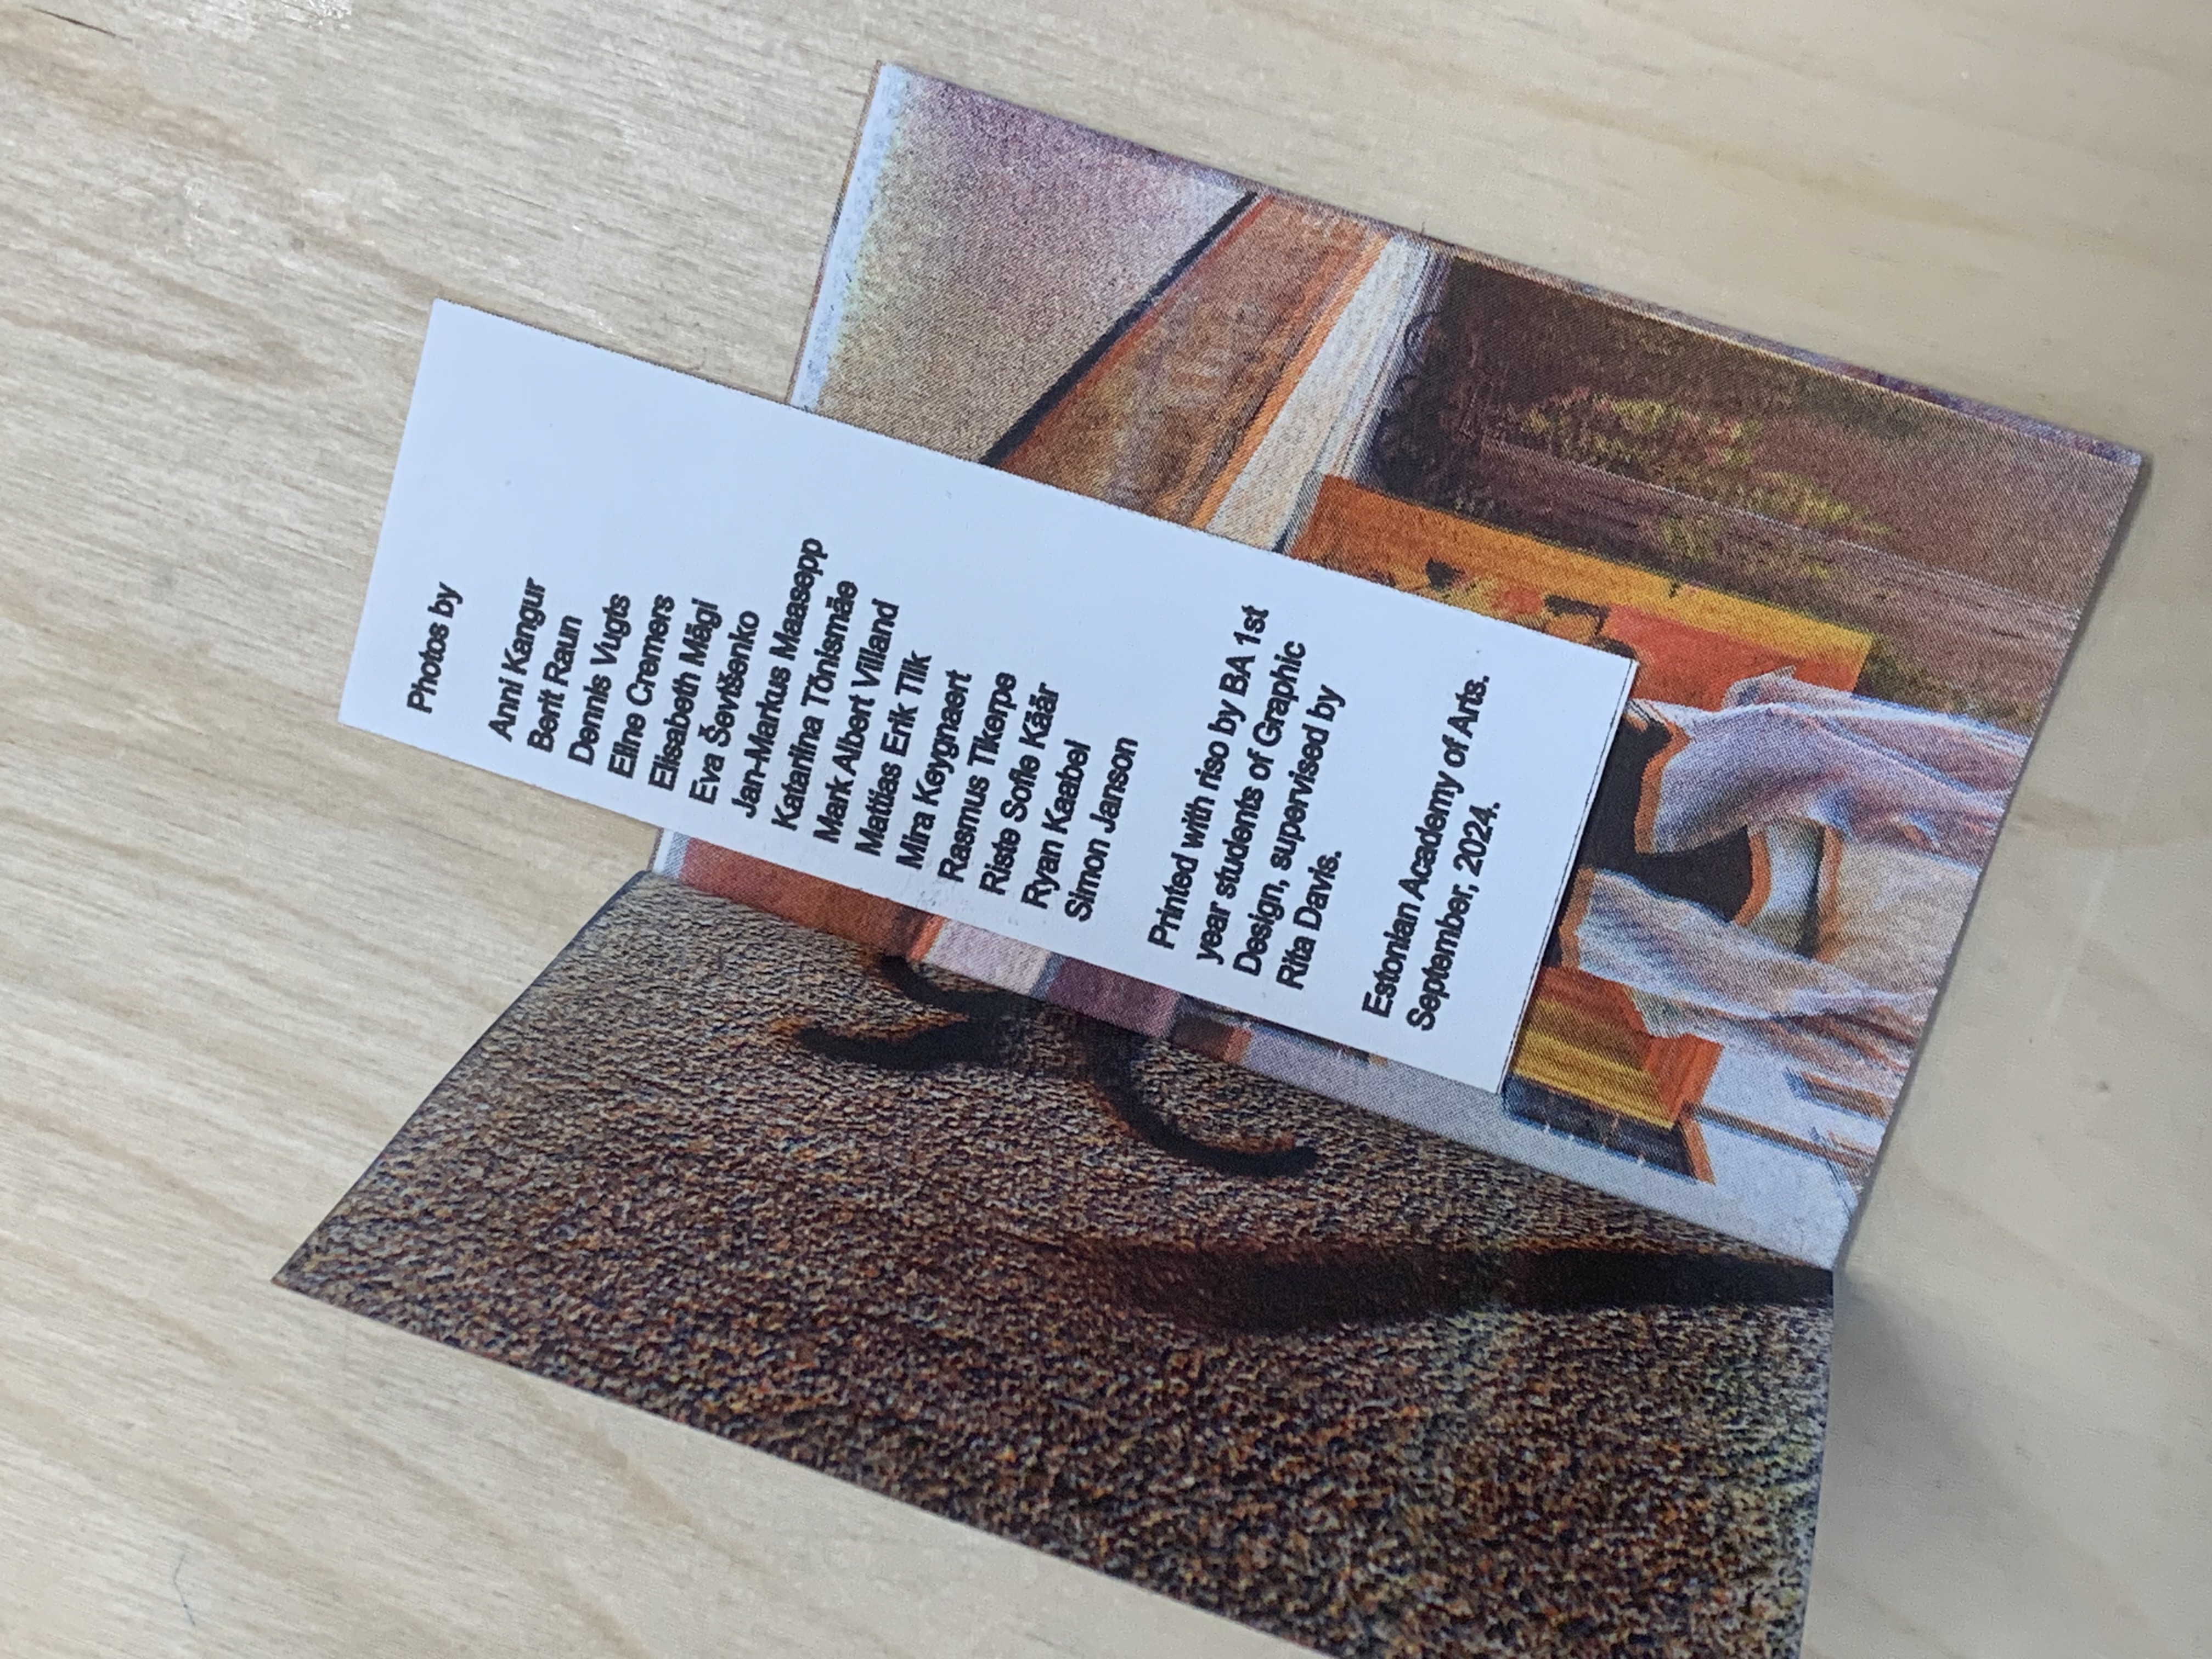 Photos by
Anni Kangur
Berit Raun
Dennis Vugts
Eline Cremers
Elisabeth Mägi
Eva Ševtšenko
Jan-Markus Maasepp
Katariina Tõnismäe
Mark Albert Villand
Mattias Erik Tilk
Mira Keygnaert
Rasmus Tikerpe
Riste Sofie Käär
Ryan Kaabel
Simon Janson
Printed with riso by BA 1st
year students of Graphic
Design, supervised by
Rita Davis.
Estonian Academy of Arts.
September, 2024.